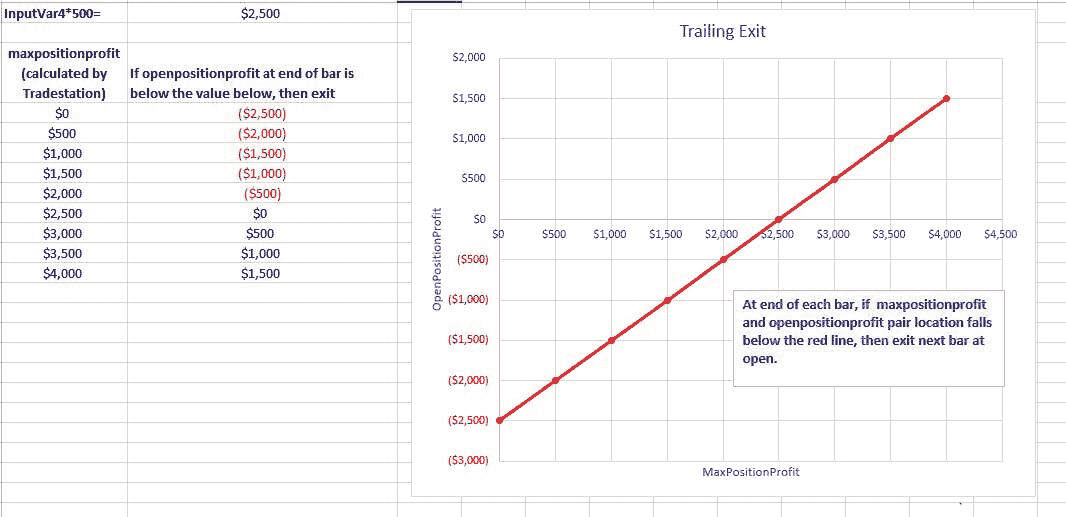 InputVar4*500= $2,500
maxpositionprofit
(calculated by If openpositionprofit at end of bar is
Tradestation) below the value below, then exit
$0 ($2,500)
$500 ($2,000)
$1,000 ($1,500)
$1,500 ($1,000)
$2,000 ($500)
$2,500 $0
$3,000 $500
$3,500 $1,000
$4,000 $1,500
Trailing Exit
$2,000
$1,500
$1,000
$500
$0
($500)
($1,000)
($1,500)
($2,000)
($2,500)
($3,000)
OpenPositionProfit
$0 $500 $1,000 $1,500 $2,000 $2,500 $3,000 $3,500 $4,000 $4,500
At end of each bar, if maxpositionprofit
and openpositionprofit pair location falls
below the red line, then exit next bar at
open.
MaxPositionProfit